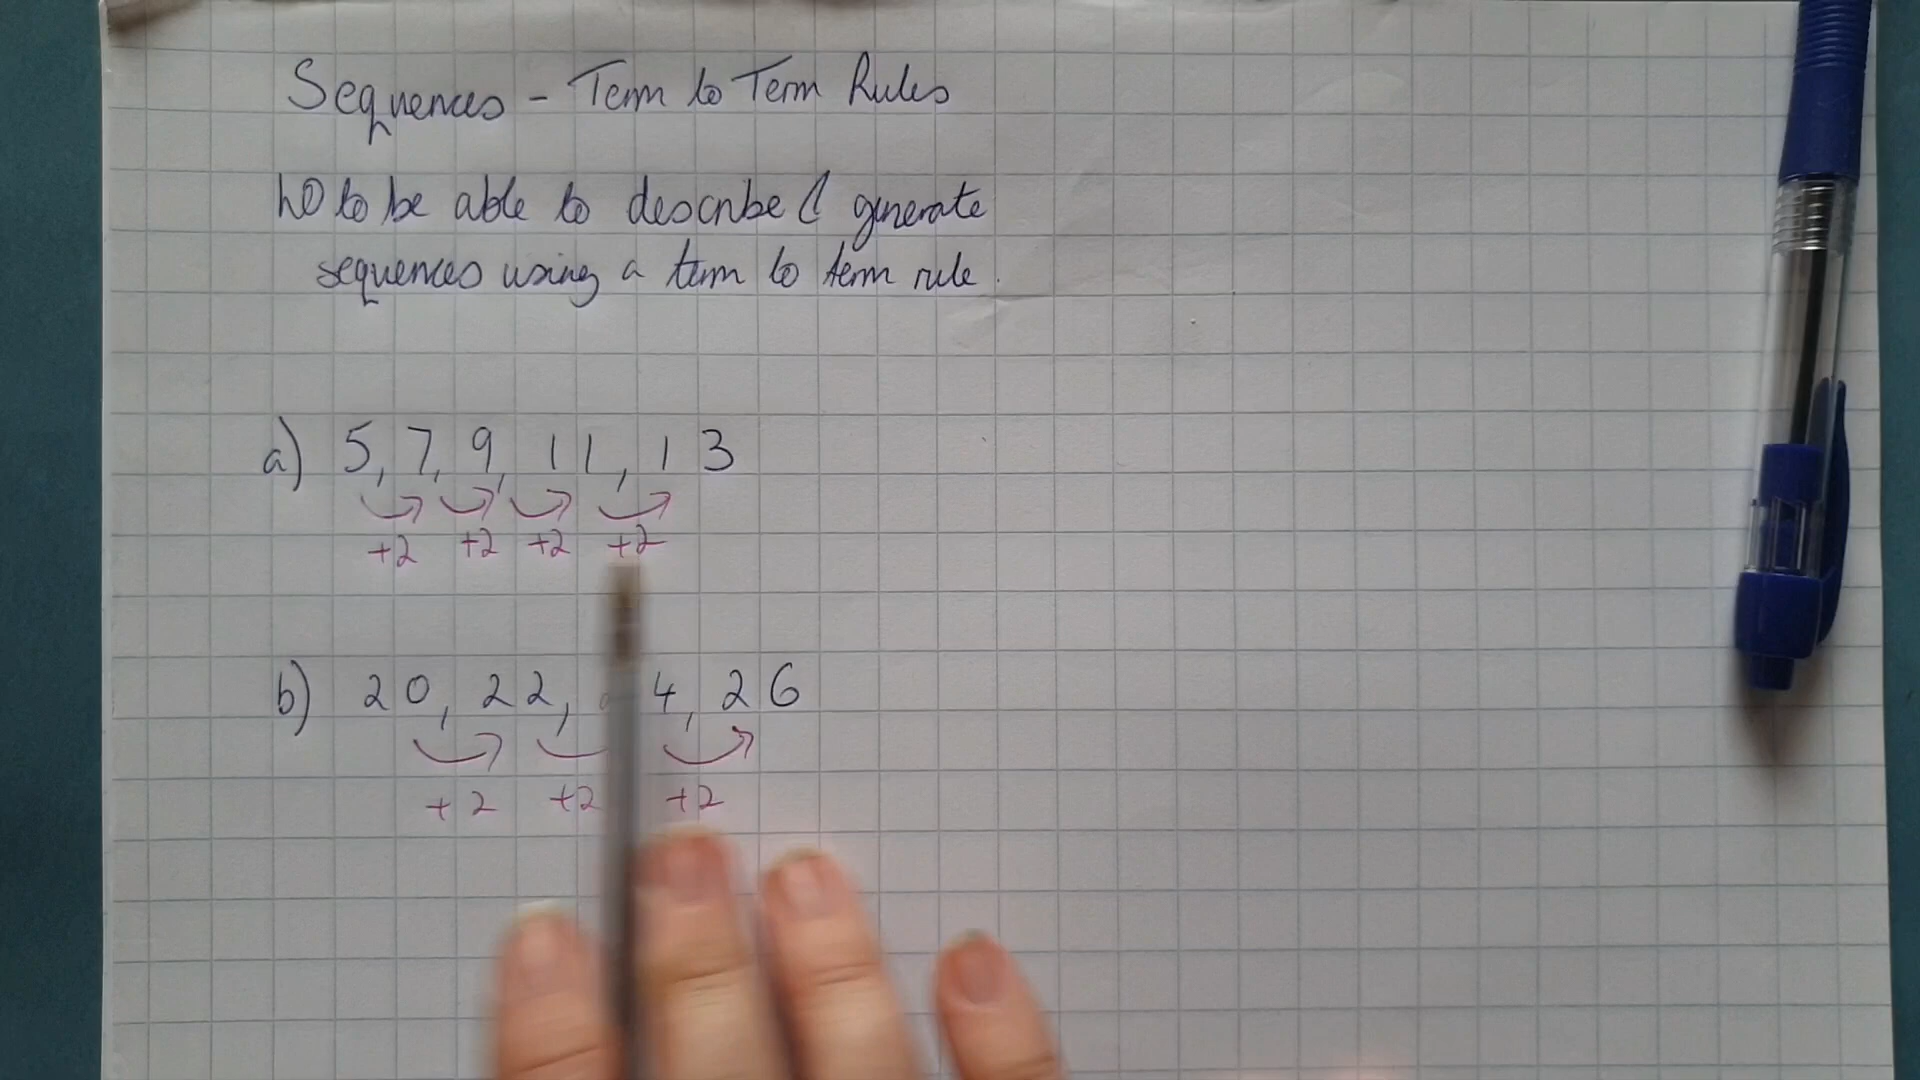 Sequences - Term to Term Rules
LO to be able to describe & generate
sequences using a term to term rule.
a) 5, 7, 9, 11, 13
+2 +2 +2 +2
b) 20, 22, 4, 26
+2 +2 +2